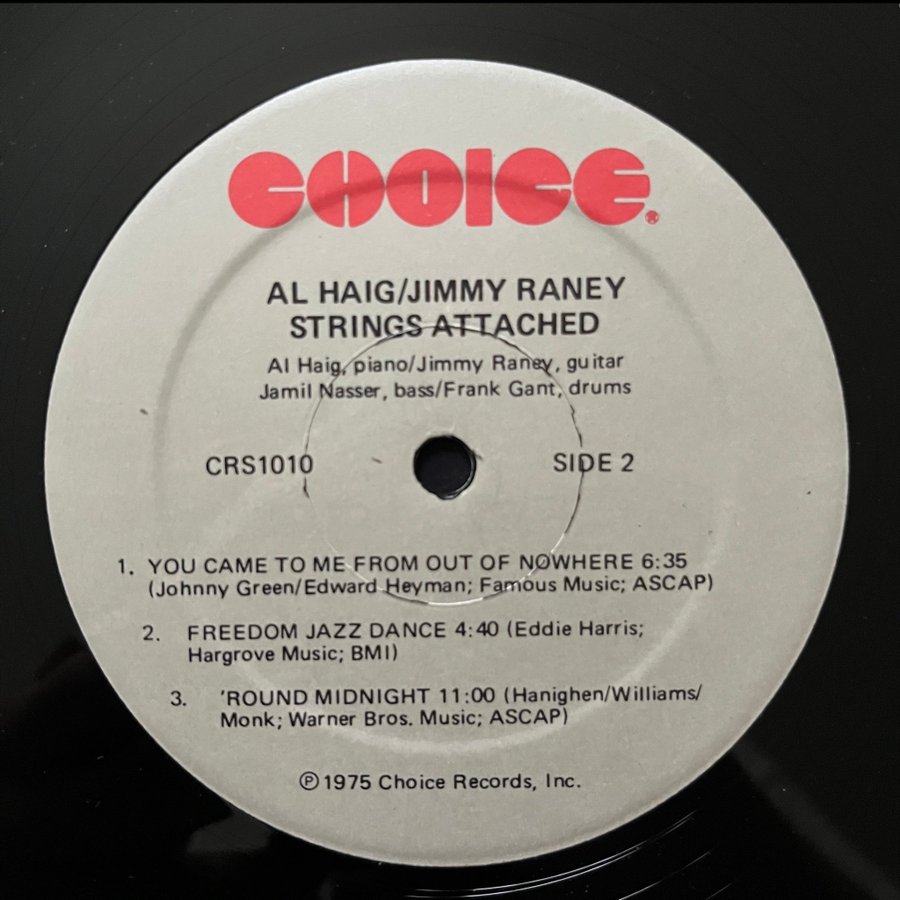 CHOICE®
AL HAIG/JIMMY RANEY
STRINGS ATTACHED
Al Haig, piano/Jimmy Raney, guitar
Jamil Nasser, bass/Frank Gant, drums
CRS1010 SIDE 2
1. YOU CAME TO ME FROM OUT OF NOWHERE 6:35
(Johnny Green/Edward Heyman; Famous Music; ASCAP)
2. FREEDOM JAZZ DANCE 4:40 (Eddie Harris;
Hargrove Music; BMI)
3. 'ROUND MIDNIGHT 11:00 (Hanighen/Williams/
Monk; Warner Bros. Music; ASCAP)
℗ 1975 Choice Records, Inc.